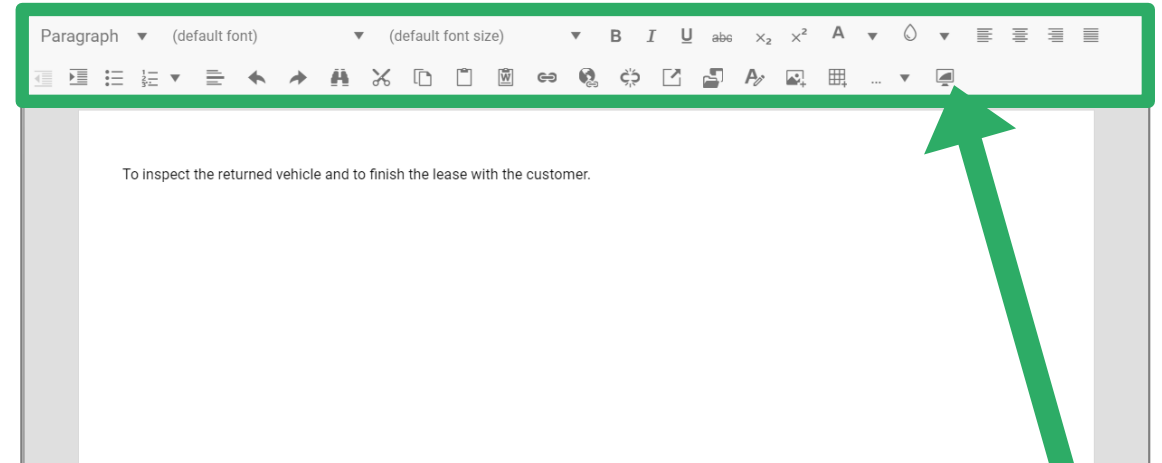 Paragraph (default font) (default font size) B I U abc X₂ X² A
...
To inspect the returned vehicle and to finish the lease with the customer.